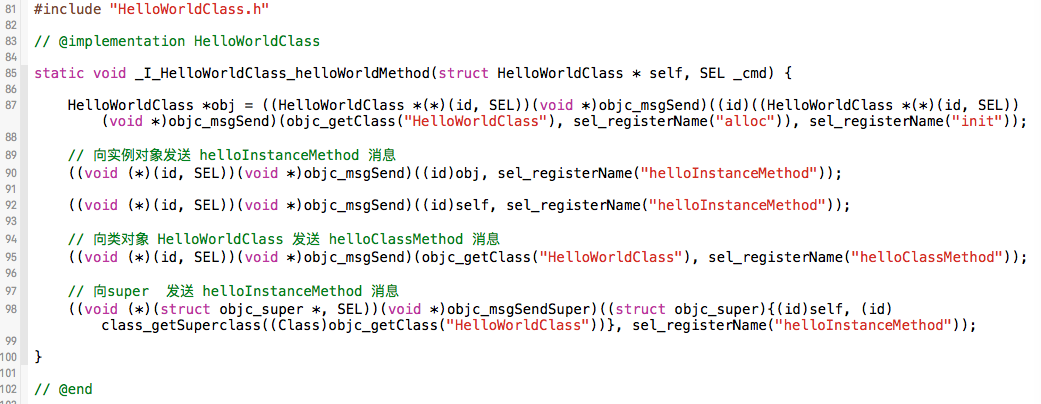 81 #include "HelloWorldClass.h"
82
83 // @implementation HelloWorldClass
84
85 static void _I_HelloWorldClass_helloWorldMethod(struct HelloWorldClass * self, SEL _cmd) {
86
87 HelloWorldClass *obj = ((HelloWorldClass *(*)(id, SEL))(void *)objc_msgSend)((id)((HelloWorldClass *(*)(id, SEL))
(void *)objc_msgSend)(objc_getClass("HelloWorldClass"), sel_registerName("alloc")), sel_registerName("init"));
88
89 // 向实例对象发送 helloInstanceMethod 消息
90 ((void (*)(id, SEL))(void *)objc_msgSend)((id)obj, sel_registerName("helloInstanceMethod"));
91
92 ((void (*)(id, SEL))(void *)objc_msgSend)((id)self, sel_registerName("helloInstanceMethod"));
93
94 // 向类对象 HelloWorldClass 发送 helloClassMethod 消息
95 ((void (*)(id, SEL))(void *)objc_msgSend)(objc_getClass("HelloWorldClass"), sel_registerName("helloClassMethod"));
96
97 // 向super 发送 helloInstanceMethod 消息
98 ((void (*)(struct objc_super *, SEL))(void *)objc_msgSendSuper)((struct objc_super){(id)self, (id)
class_getSuperclass((Class)objc_getClass("HelloWorldClass"))}, sel_registerName("helloInstanceMethod"));
99
100 }
101
102 // @end